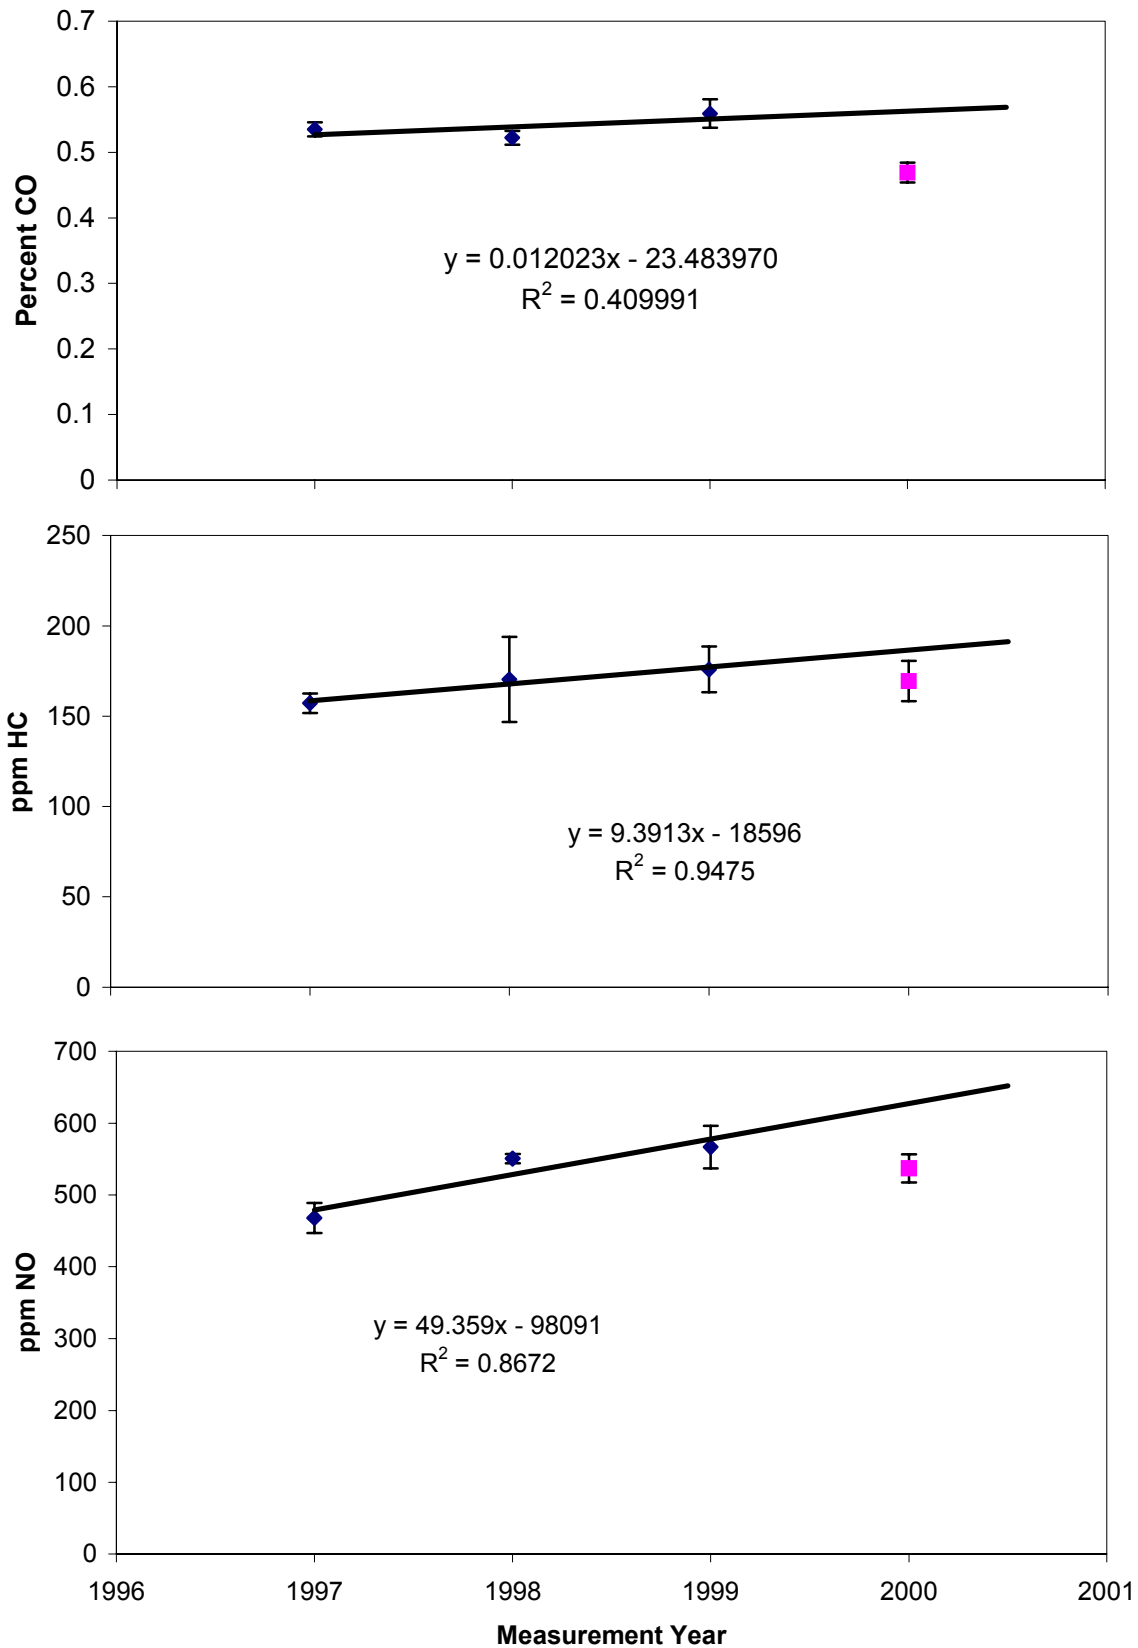 0.7
0.6
0.5
0.4
0.3
0.2
0.1
0
Percent CO
y = 0.012023x - 23.483970
R² = 0.409991
250
200
150
100
50
0
ppm HC
y = 9.3913x - 18596
R² = 0.9475
700
600
500
400
300
200
100
0
ppm NO
y = 49.359x - 98091
R² = 0.8672
1996 1997 1998 1999 2000 2001
Measurement Year